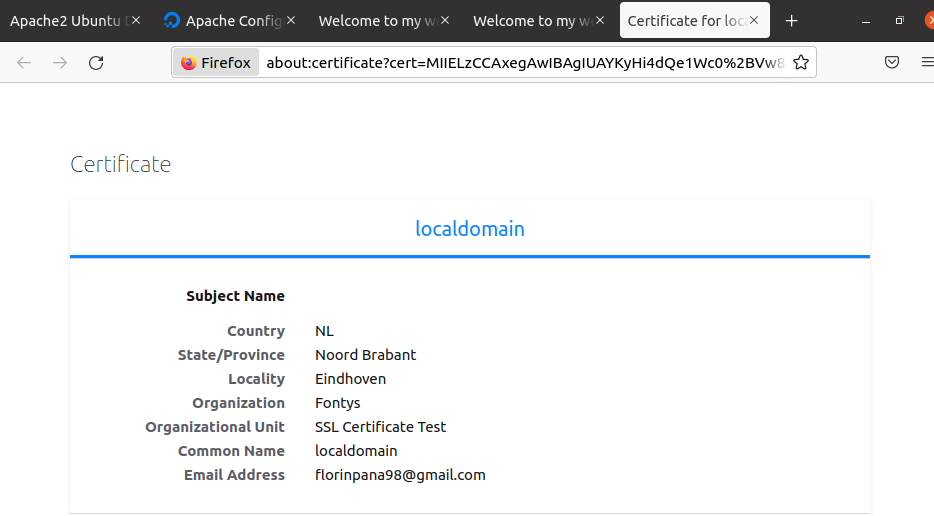 Apache2 Ubuntu D Apache Config Welcome to my we Welcome to my we Certificate for loc
Firefox about:certificate?cert=MIIELzCCAxegAwIBAgIUAYKyHi4dQe1Wc0%2BVw8
Certificate
localdomain
Subject Name
Country NL
State/Province Noord Brabant
Locality Eindhoven
Organization Fontys
Organizational Unit SSL Certificate Test
Common Name localdomain
Email Address florinpana98@gmail.com